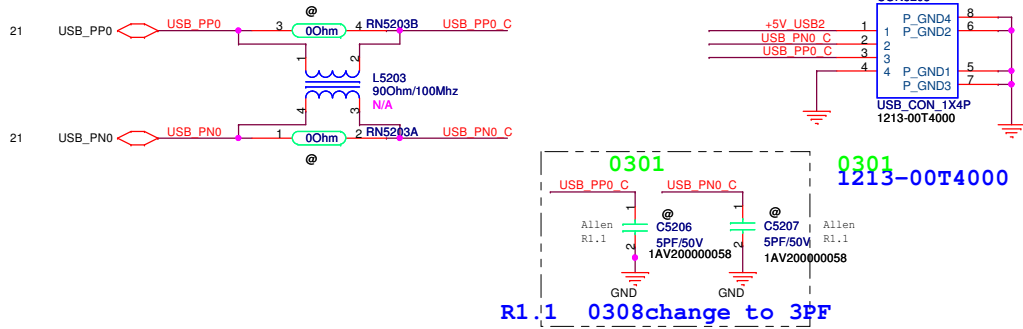 @
21 USB_PP0 USB_PP0 3 0Ohm 4 RN5203B USB_PP0_C
1 2
L5203
90Ohm/100Mhz
N/A
4 3
21 USB_PN0 USB_PN0 1 0Ohm 2 RN5203A USB_PN0_C
@
+5V_USB2 1 1 P_GND4 8
USB_PN0_C 2 2 P_GND2 6
USB_PP0_C 3 3
4 4 P_GND1 5
P_GND3 7
USB_CON_1X4P
1213-00T4000
0301 0301
1213-00T4000
USB_PP0_C USB_PN0_C
1 @ 1 @
Allen C5206 C5207 Allen
R1.1 5PF/50V 5PF/50V R1.1
2 1AV200000058 2 1AV200000058
GND GND
R1.1 0308change to 3PF